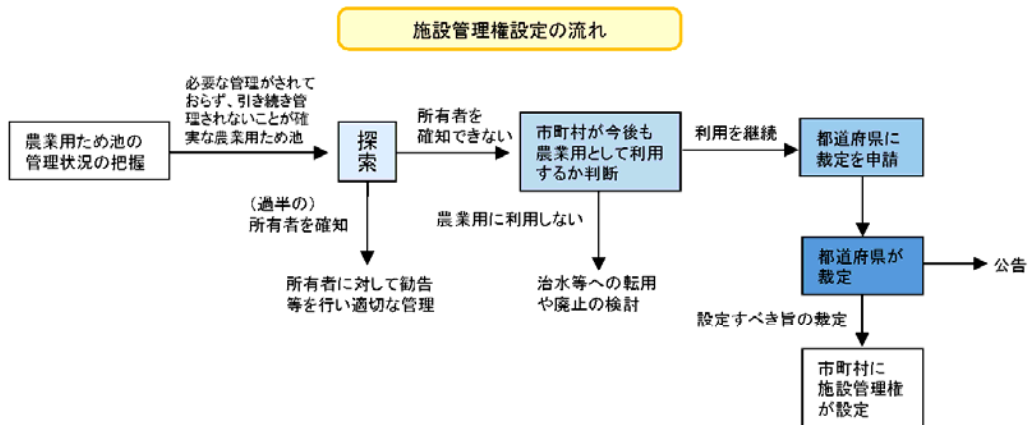 施設管理権設定の流れ
農業用ため池の
管理状況の把握
必要な管理がされて
おらず、引き続き管
理されないことが確
実な農業用ため池
探
索
所有者を
確知できない
市町村が今後も
農業用として利用
するか判断
利用を継続
都道府県に
裁定を申請
(過半の)
所有者を確知
農業用に利用しない
都道府県が
裁定
公告
所有者に対して勧告
等を行い適切な管理
治水等への転用
や廃止の検討
設定すべき旨の裁定
市町村に
施設管理権
が設定